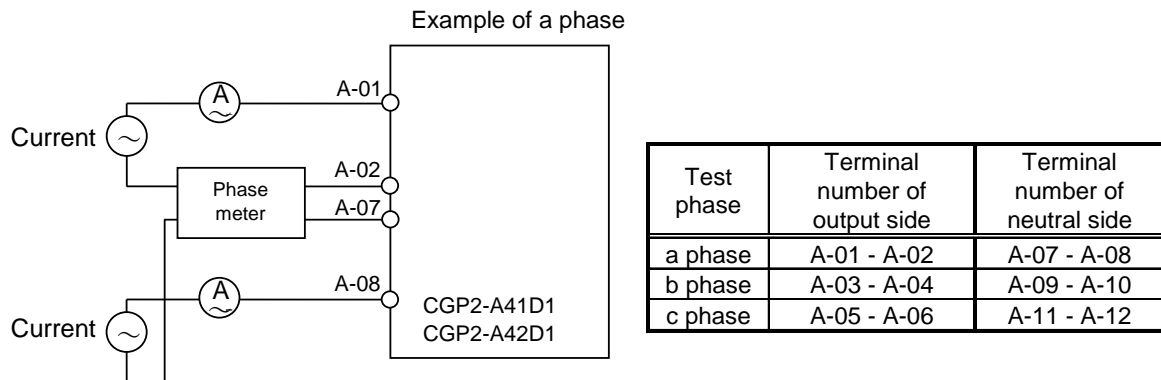 Example of a phase
A-01
A
Current
A-02
Phase
meter
A-07
A-08
A
CGP2-A41D1
CGP2-A42D1
Current
Test
phase
Terminal
number of
output side
Terminal
number of
neutral side
a phase
A-01 - A-02
A-07 - A-08
b phase
A-03 - A-04
A-09 - A-10
c phase
A-05 - A-06
A-11 - A-12